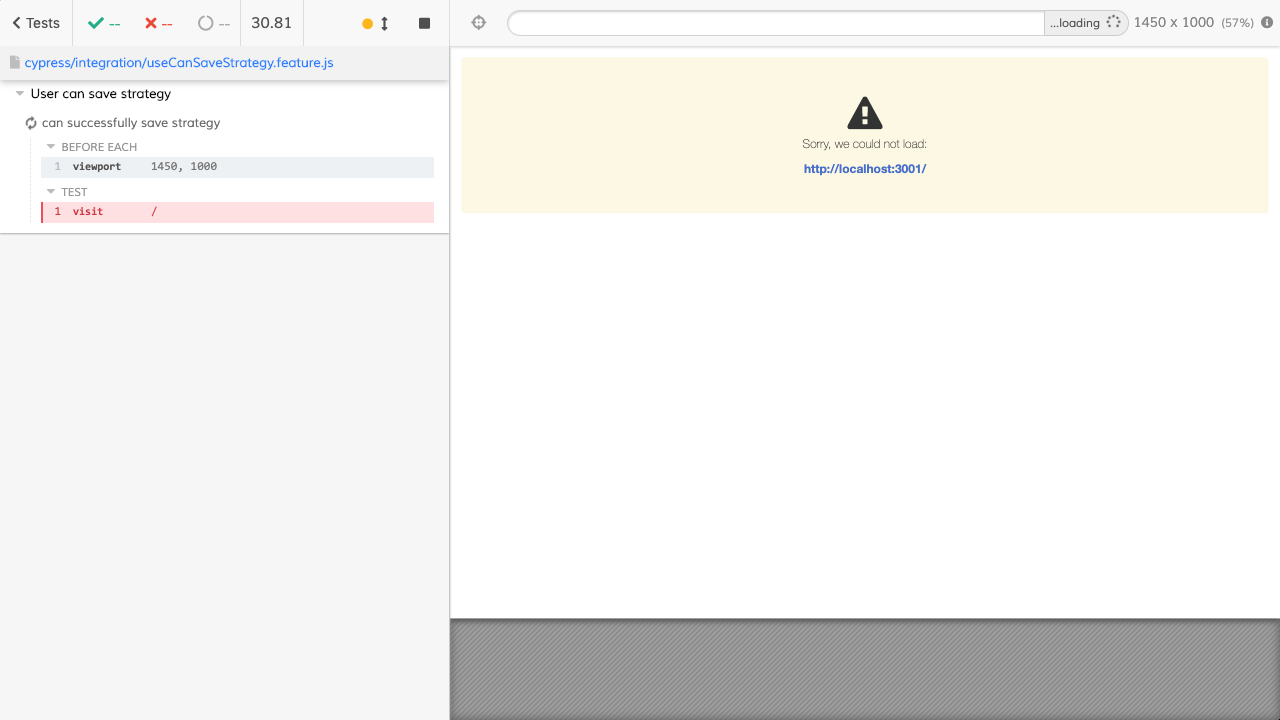 Tests -- -- -- 30.81
...loading 1450 x 1000 (57%)
cypress/integration/useCanSaveStrategy.feature.js
User can save strategy
can successfully save strategy
BEFORE EACH
1 viewport 1450, 1000
TEST
1 visit /
Sorry, we could not load:
http://localhost:3001/